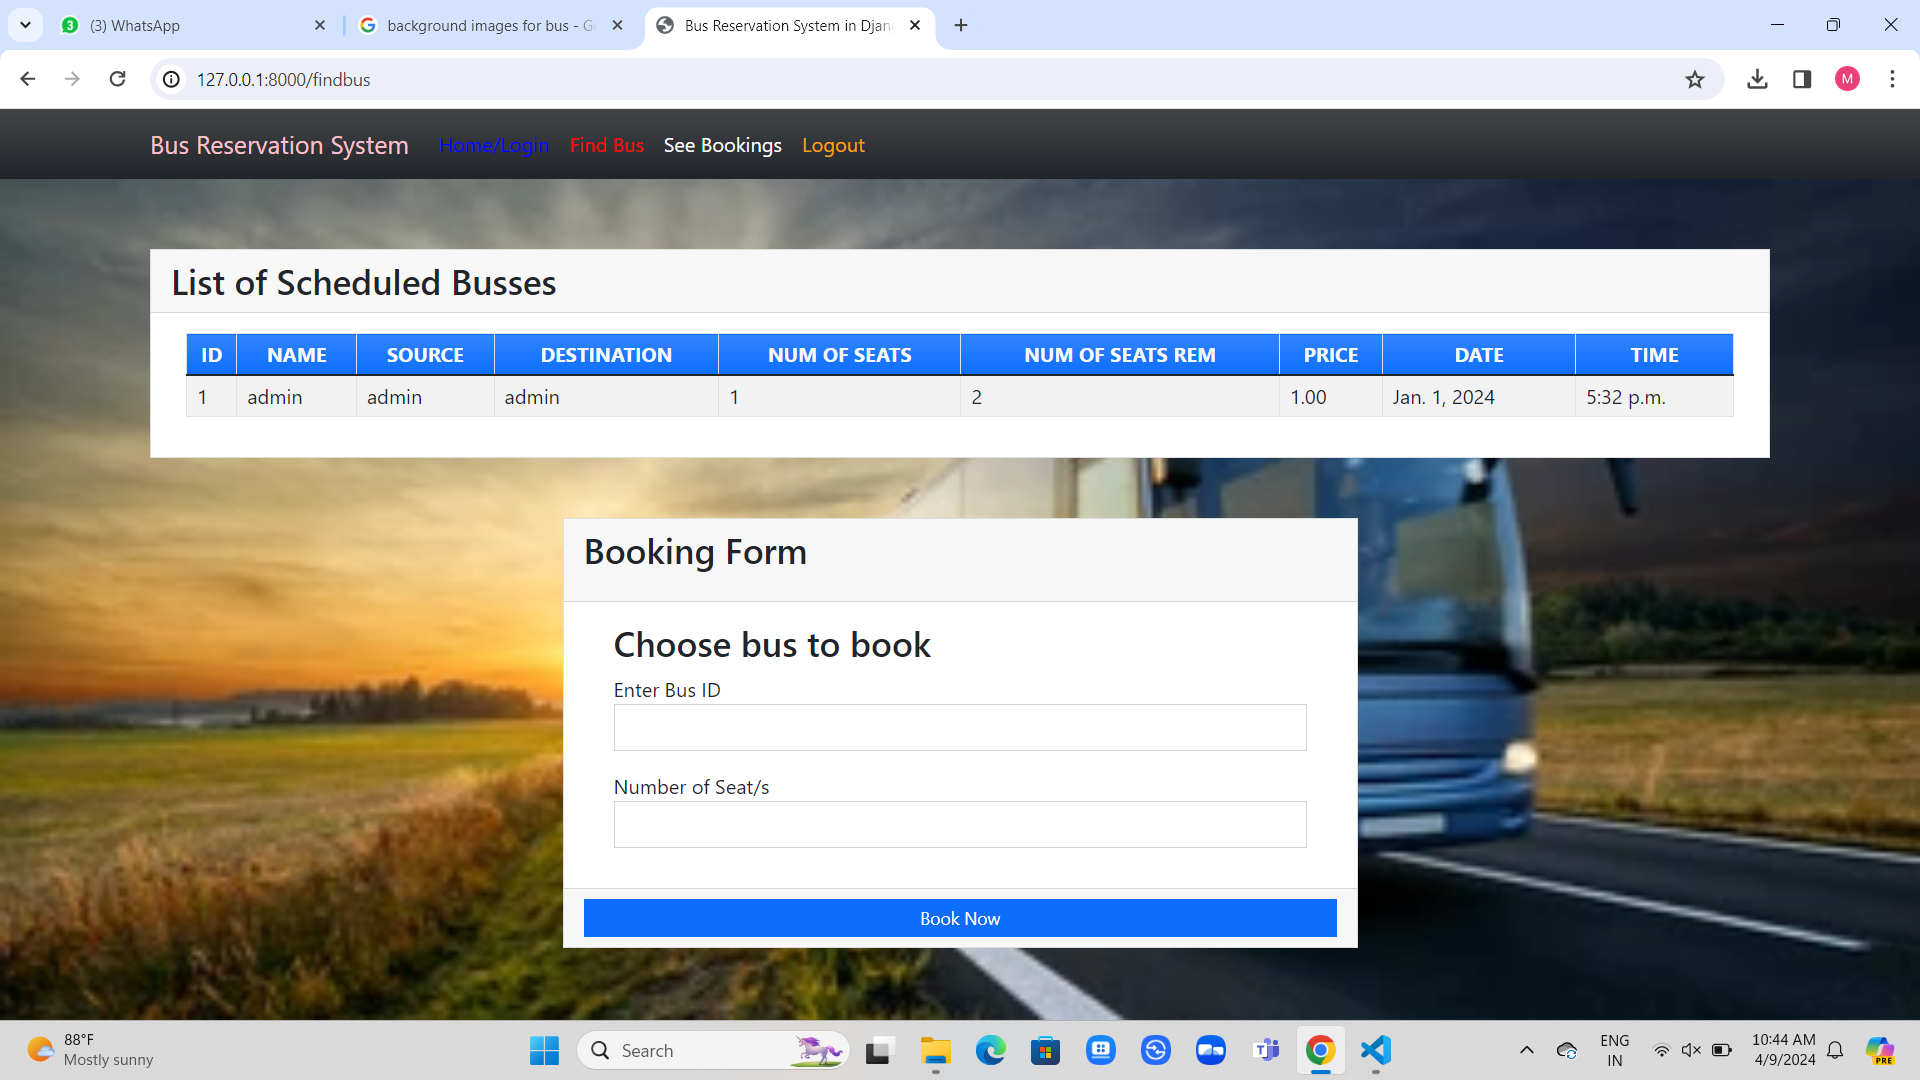 (3) WhatsApp
background images for bus - G
Bus Reservation System in Djan
127.0.0.1:8000/findbus
M
Bus Reservation System Home/Login Find Bus See Bookings Logout
List of Scheduled Busses
ID NAME SOURCE DESTINATION NUM OF SEATS NUM OF SEATS REM PRICE DATE TIME
1 admin admin admin 1 2 1.00 Jan. 1, 2024 5:32 p.m.
Booking Form
Choose bus to book
Enter Bus ID
Number of Seat/s
Book Now
88°F
Mostly sunny
Search
ENG
IN
10:44 AM
4/9/2024
PRE